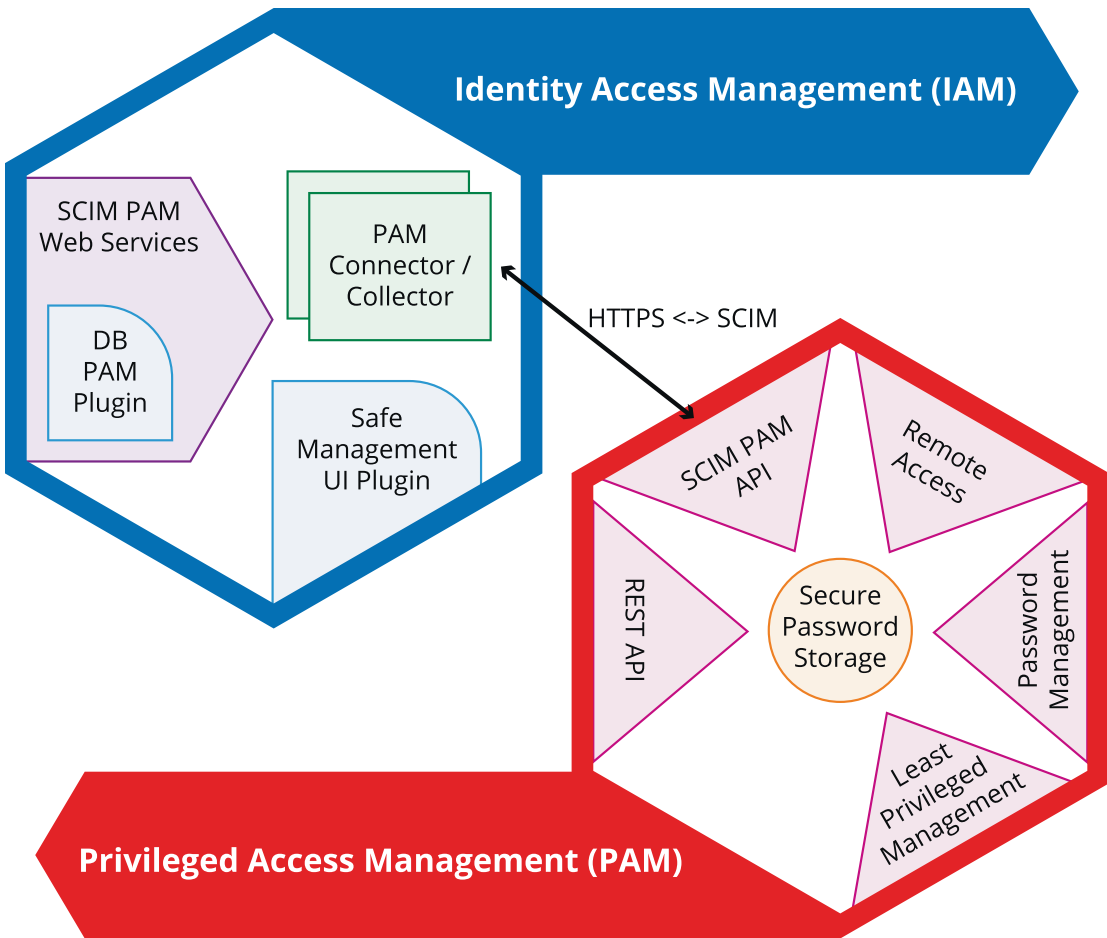 Identity Access Management (IAM)
SCIM PAM
Web Services
DB
PAM
Plugin
PAM
Connector /
Collector
Safe
Management
UI Plugin
HTTPS <-> SCIM
SCIM PAM
API
Remote
Access
REST API
Secure
Password
Storage
Password
Management
Least
Privileged
Management
Privileged Access Management (PAM)